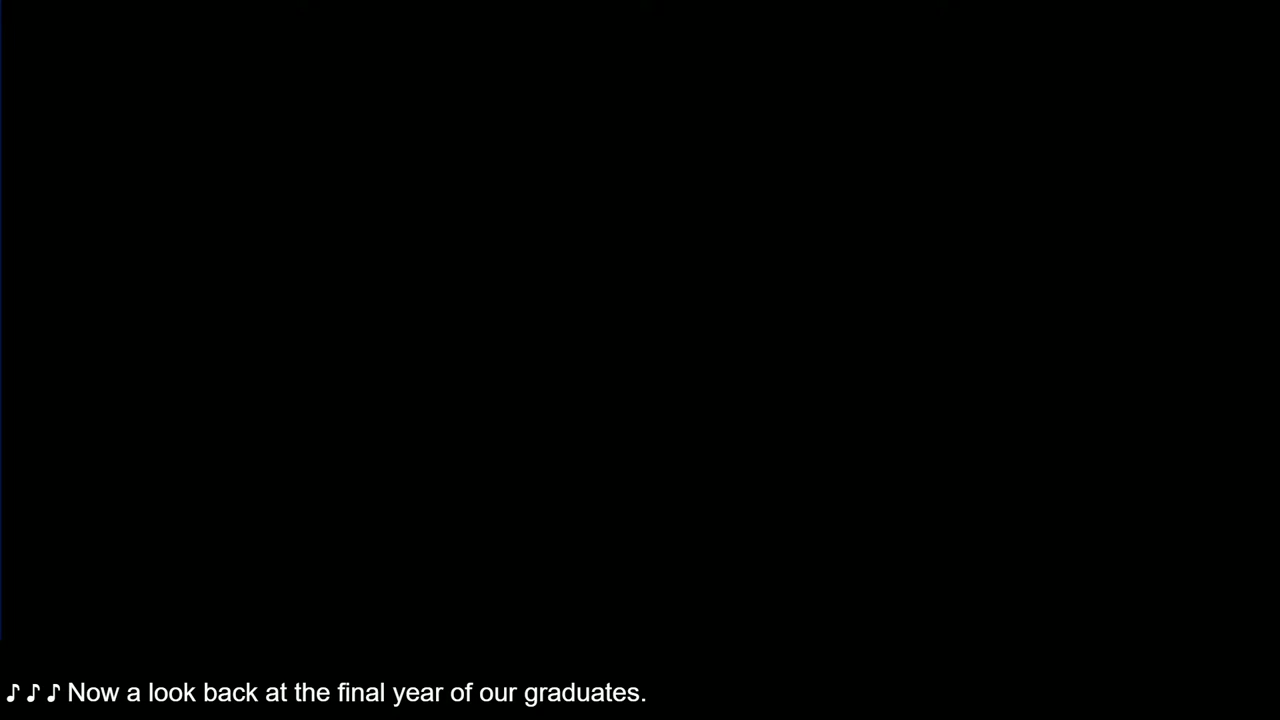 ♪ ♪ ♪ Now a look back at the final year of our graduates.